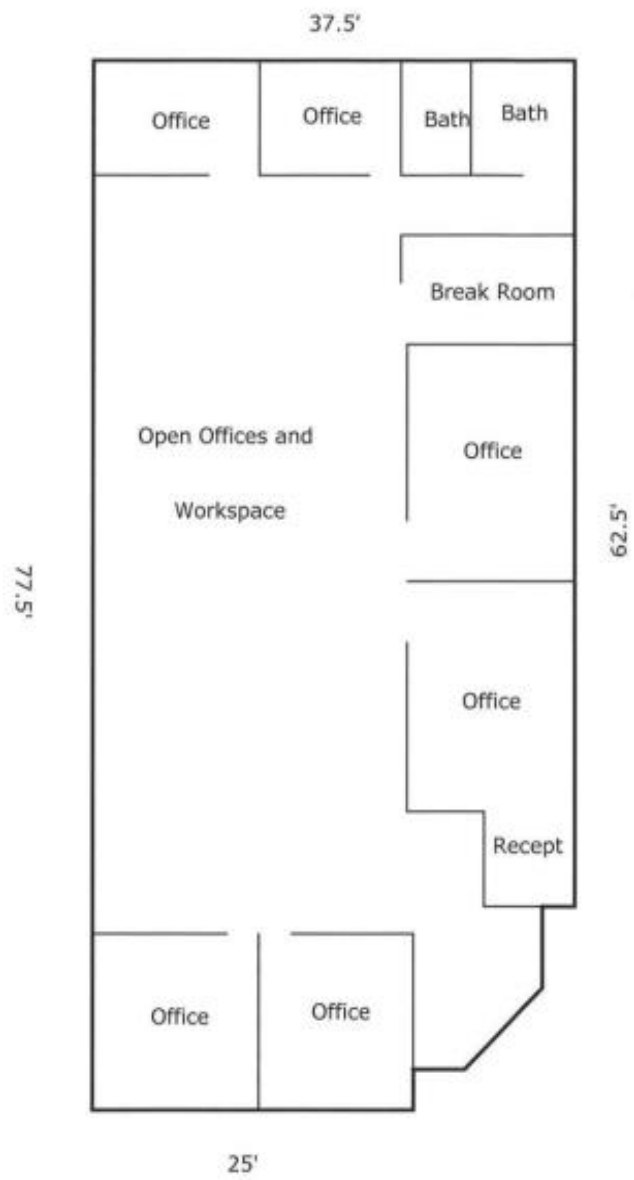 37.5'
Office
Office
Bath
Bath
Break Room
Open Offices and
Workspace
Office
62.5'
77.5'
Office
Recept
Office
Office
25'